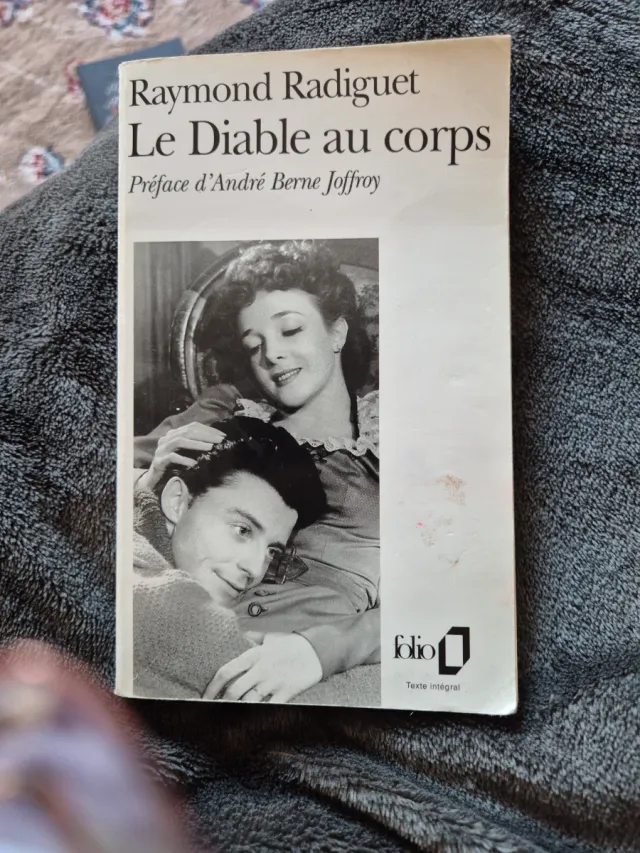 Raymond Radiguet
Le Diable au corps
Préface d'André Berne Joffroy
folio
Texte intégral